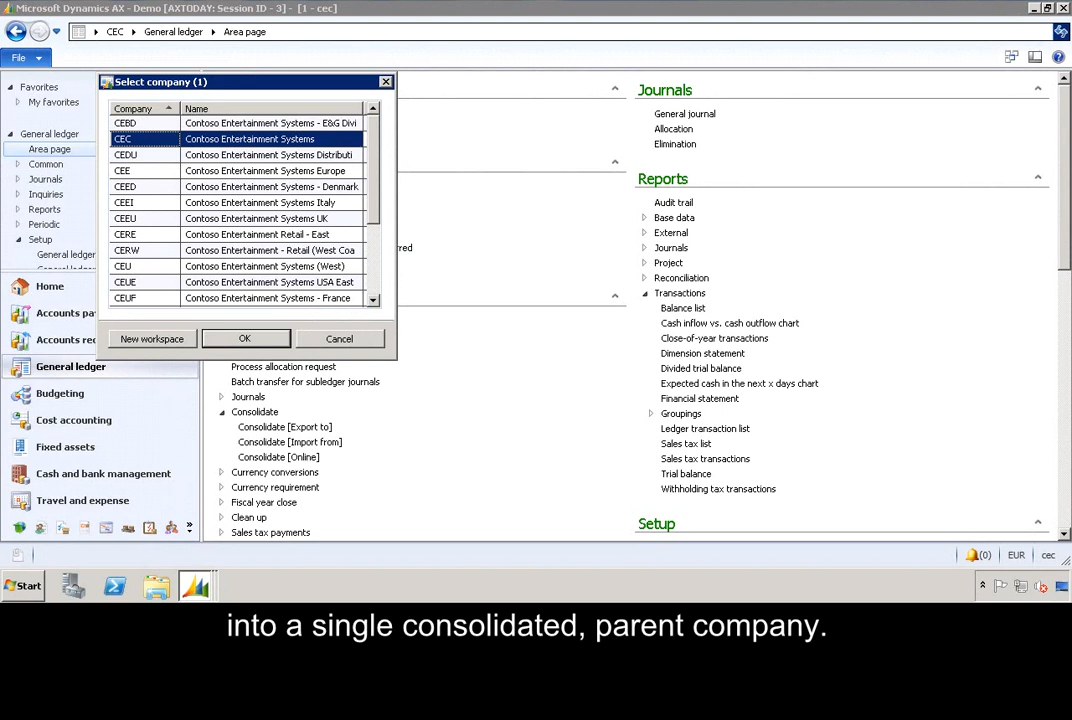 Microsoft Dynamics AX - Demo [AXTODAY: Session ID - 3] - [1 - cec]
CEC General ledger Area page
File
Favorites
My favorites
General ledger
Area page
Common
Journals
Inquiries
Reports
Periodic
Setup
General ledger
Home
Accounts pa
Accounts rec
General ledger
Budgeting
Cost accounting
Fixed assets
Cash and bank management
Travel and expense
Select company (1)
Company Name
CEBD Contoso Entertainment Systems - E&G Divi
CEC Contoso Entertainment Systems
CEDU Contoso Entertainment Systems Distributi
CEE Contoso Entertainment Systems Europe
CEED Contoso Entertainment Systems - Denmark
CEEI Contoso Entertainment Systems Italy
CEEU Contoso Entertainment Systems UK
CERE Contoso Entertainment Retail - East
CERW Contoso Entertainment - Retail (West Coa
CEU Contoso Entertainment Systems (West)
CEUE Contoso Entertainment Systems USA East
CEUF Contoso Entertainment Systems - France
New workspace OK Cancel
rred
Process allocation request
Batch transfer for subledger journals
Journals
Consolidate
Consolidate [Export to]
Consolidate [Import from]
Consolidate [Online]
Currency conversions
Currency requirement
Fiscal year close
Clean up
Sales tax payments
Journals
General journal
Allocation
Elimination
Reports
Audit trail
Base data
External
Journals
Project
Reconciliation
Transactions
Balance list
Cash inflow vs. cash outflow chart
Close-of-year transactions
Dimension statement
Divided trial balance
Expected cash in the next x days chart
Financial statement
Groupings
Ledger transaction list
Sales tax list
Sales tax transactions
Trial balance
Withholding tax transactions
Setup
(0) EUR cec
Start
into a single consolidated, parent company.